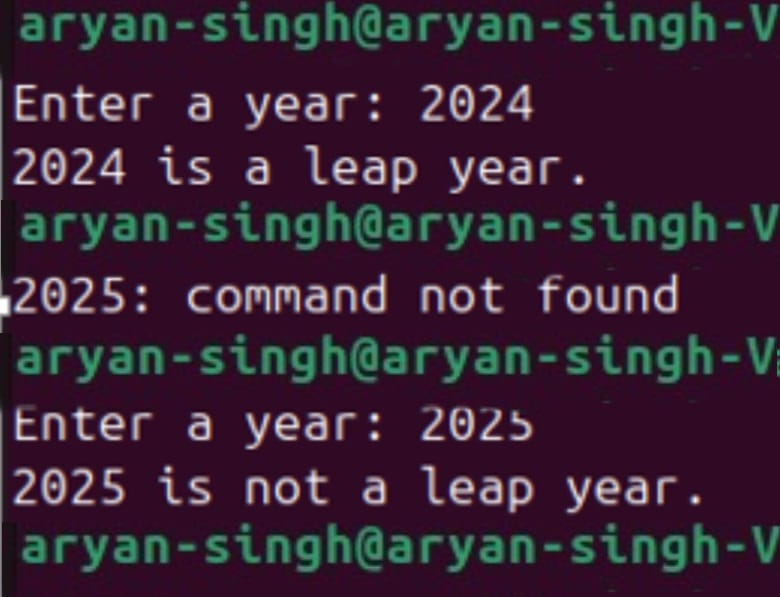 aryan-singh@aryan-singh-V
Enter a year: 2024
2024 is a leap year.
aryan-singh@aryan-singh-V
2025: command not found
aryan-singh@aryan-singh-V
Enter a year: 2025
2025 is not a leap year.
aryan-singh@aryan-singh-V